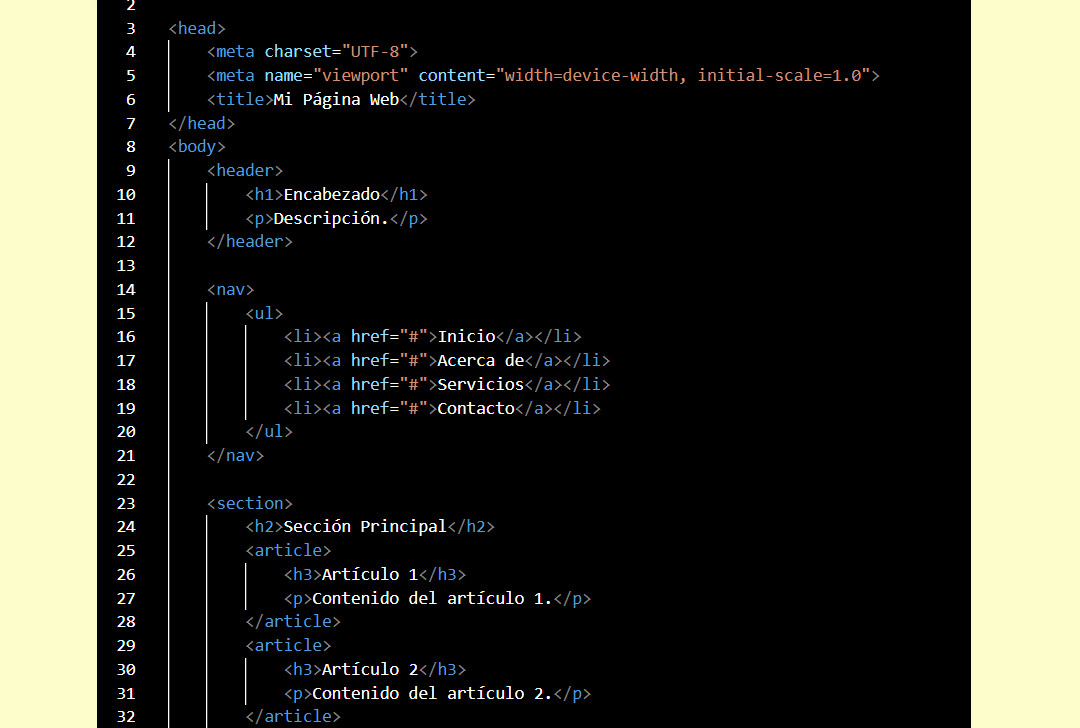 2
3 <head>
4 <meta charset="UTF-8">
5 <meta name="viewport" content="width=device-width, initial-scale=1.0">
6 <title>Mi Página Web</title>
7 </head>
8 <body>
9 <header>
10 <h1>Encabezado</h1>
11 <p>Descripción.</p>
12 </header>
13
14 <nav>
15 <ul>
16 <li><a href="#">Inicio</a></li>
17 <li><a href="#">Acerca de</a></li>
18 <li><a href="#">Servicios</a></li>
19 <li><a href="#">Contacto</a></li>
20 </ul>
21 </nav>
22
23 <section>
24 <h2>Sección Principal</h2>
25 <article>
26 <h3>Artículo 1</h3>
27 <p>Contenido del artículo 1.</p>
28 </article>
29 <article>
30 <h3>Artículo 2</h3>
31 <p>Contenido del artículo 2.</p>
32 </article>